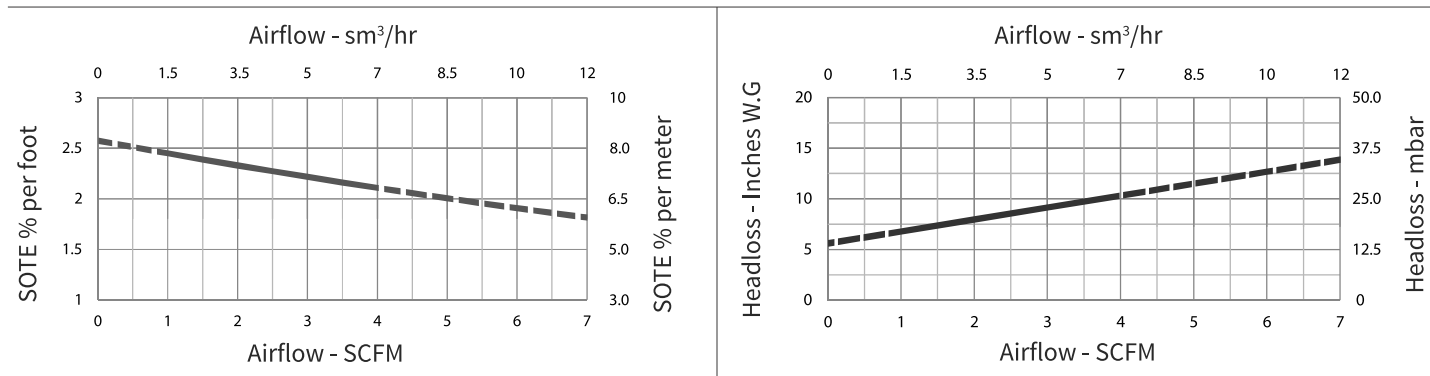 Airflow - sm³/hr
0 1.5 3.5 5 7 8.5 10 12
SOTE % per foot
3
2.5
2
1.5
1
10
8.0
6.5
5.0
3.0
SOTE % per meter
0 1 2 3 4 5 6 7
Airflow - SCFM
Airflow - sm³/hr
0 1.5 3.5 5 7 8.5 10 12
Headloss - Inches W.G
20
15
10
5
0
50.0
37.5
25.0
12.5
0
Headloss - mbar
0 1 2 3 4 5 6 7
Airflow - SCFM